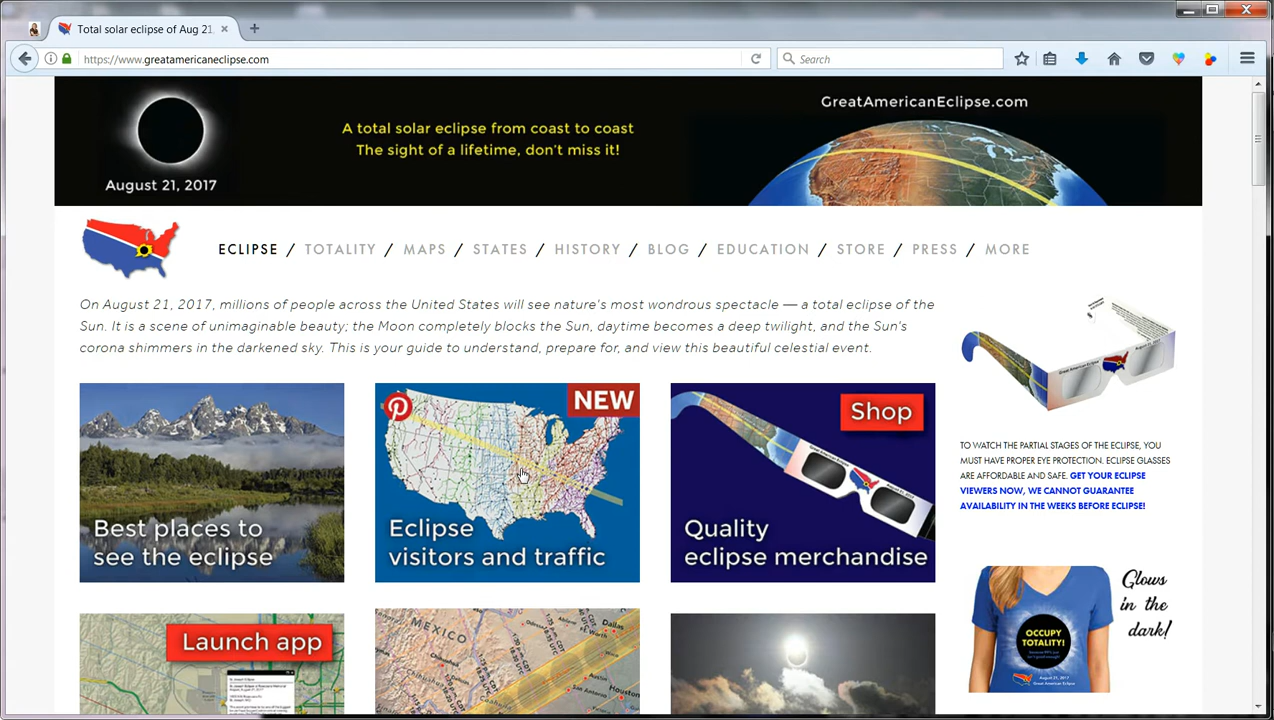 Total solar eclipse of Aug 21,
https://www.greatamericaneclipse.com
Search
GreatAmericanEclipse.com
A total solar eclipse from coast to coast
The sight of a lifetime, don't miss it!
August 21, 2017
ECLIPSE / TOTALITY / MAPS / STATES / HISTORY / BLOG / EDUCATION / STORE / PRESS / MORE
On August 21, 2017, millions of people across the United States will see nature's most wondrous spectacle — a total eclipse of the
Sun. It is a scene of unimaginable beauty; the Moon completely blocks the Sun, daytime becomes a deep twilight, and the Sun's
corona shimmers in the darkened sky. This is your guide to understand, prepare for, and view this beautiful celestial event.
Best places to
see the eclipse
NEW
Eclipse
visitors and traffic
Shop
Quality
eclipse merchandise
TO WATCH THE PARTIAL STAGES OF THE ECLIPSE, YOU
MUST HAVE PROPER EYE PROTECTION. ECLIPSE GLASSES
ARE AFFORDABLE AND SAFE. GET YOUR ECLIPSE
VIEWERS NOW, WE CANNOT GUARANTEE
AVAILABILITY IN THE WEEKS BEFORE ECLIPSE!
Launch app
MEXICO
Dallas
Ft. Worth
San Antonio
Houston
Glows
in the
dark!
OCCUPY
TOTALITY!